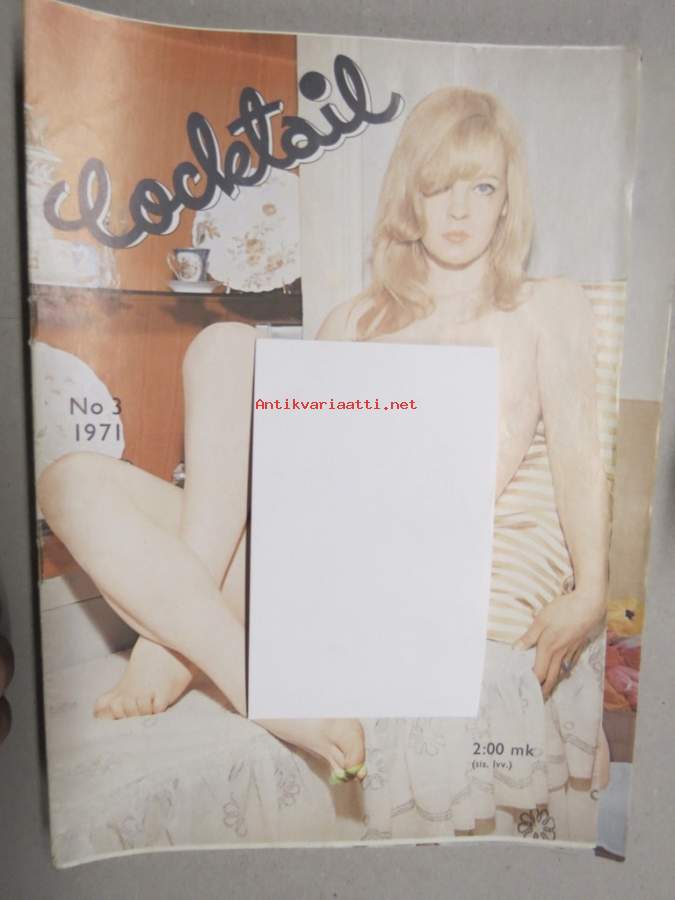 Cocktail
No 3
1971
Antikvariaatti.net
2:00 mk
(sis. lvv.)